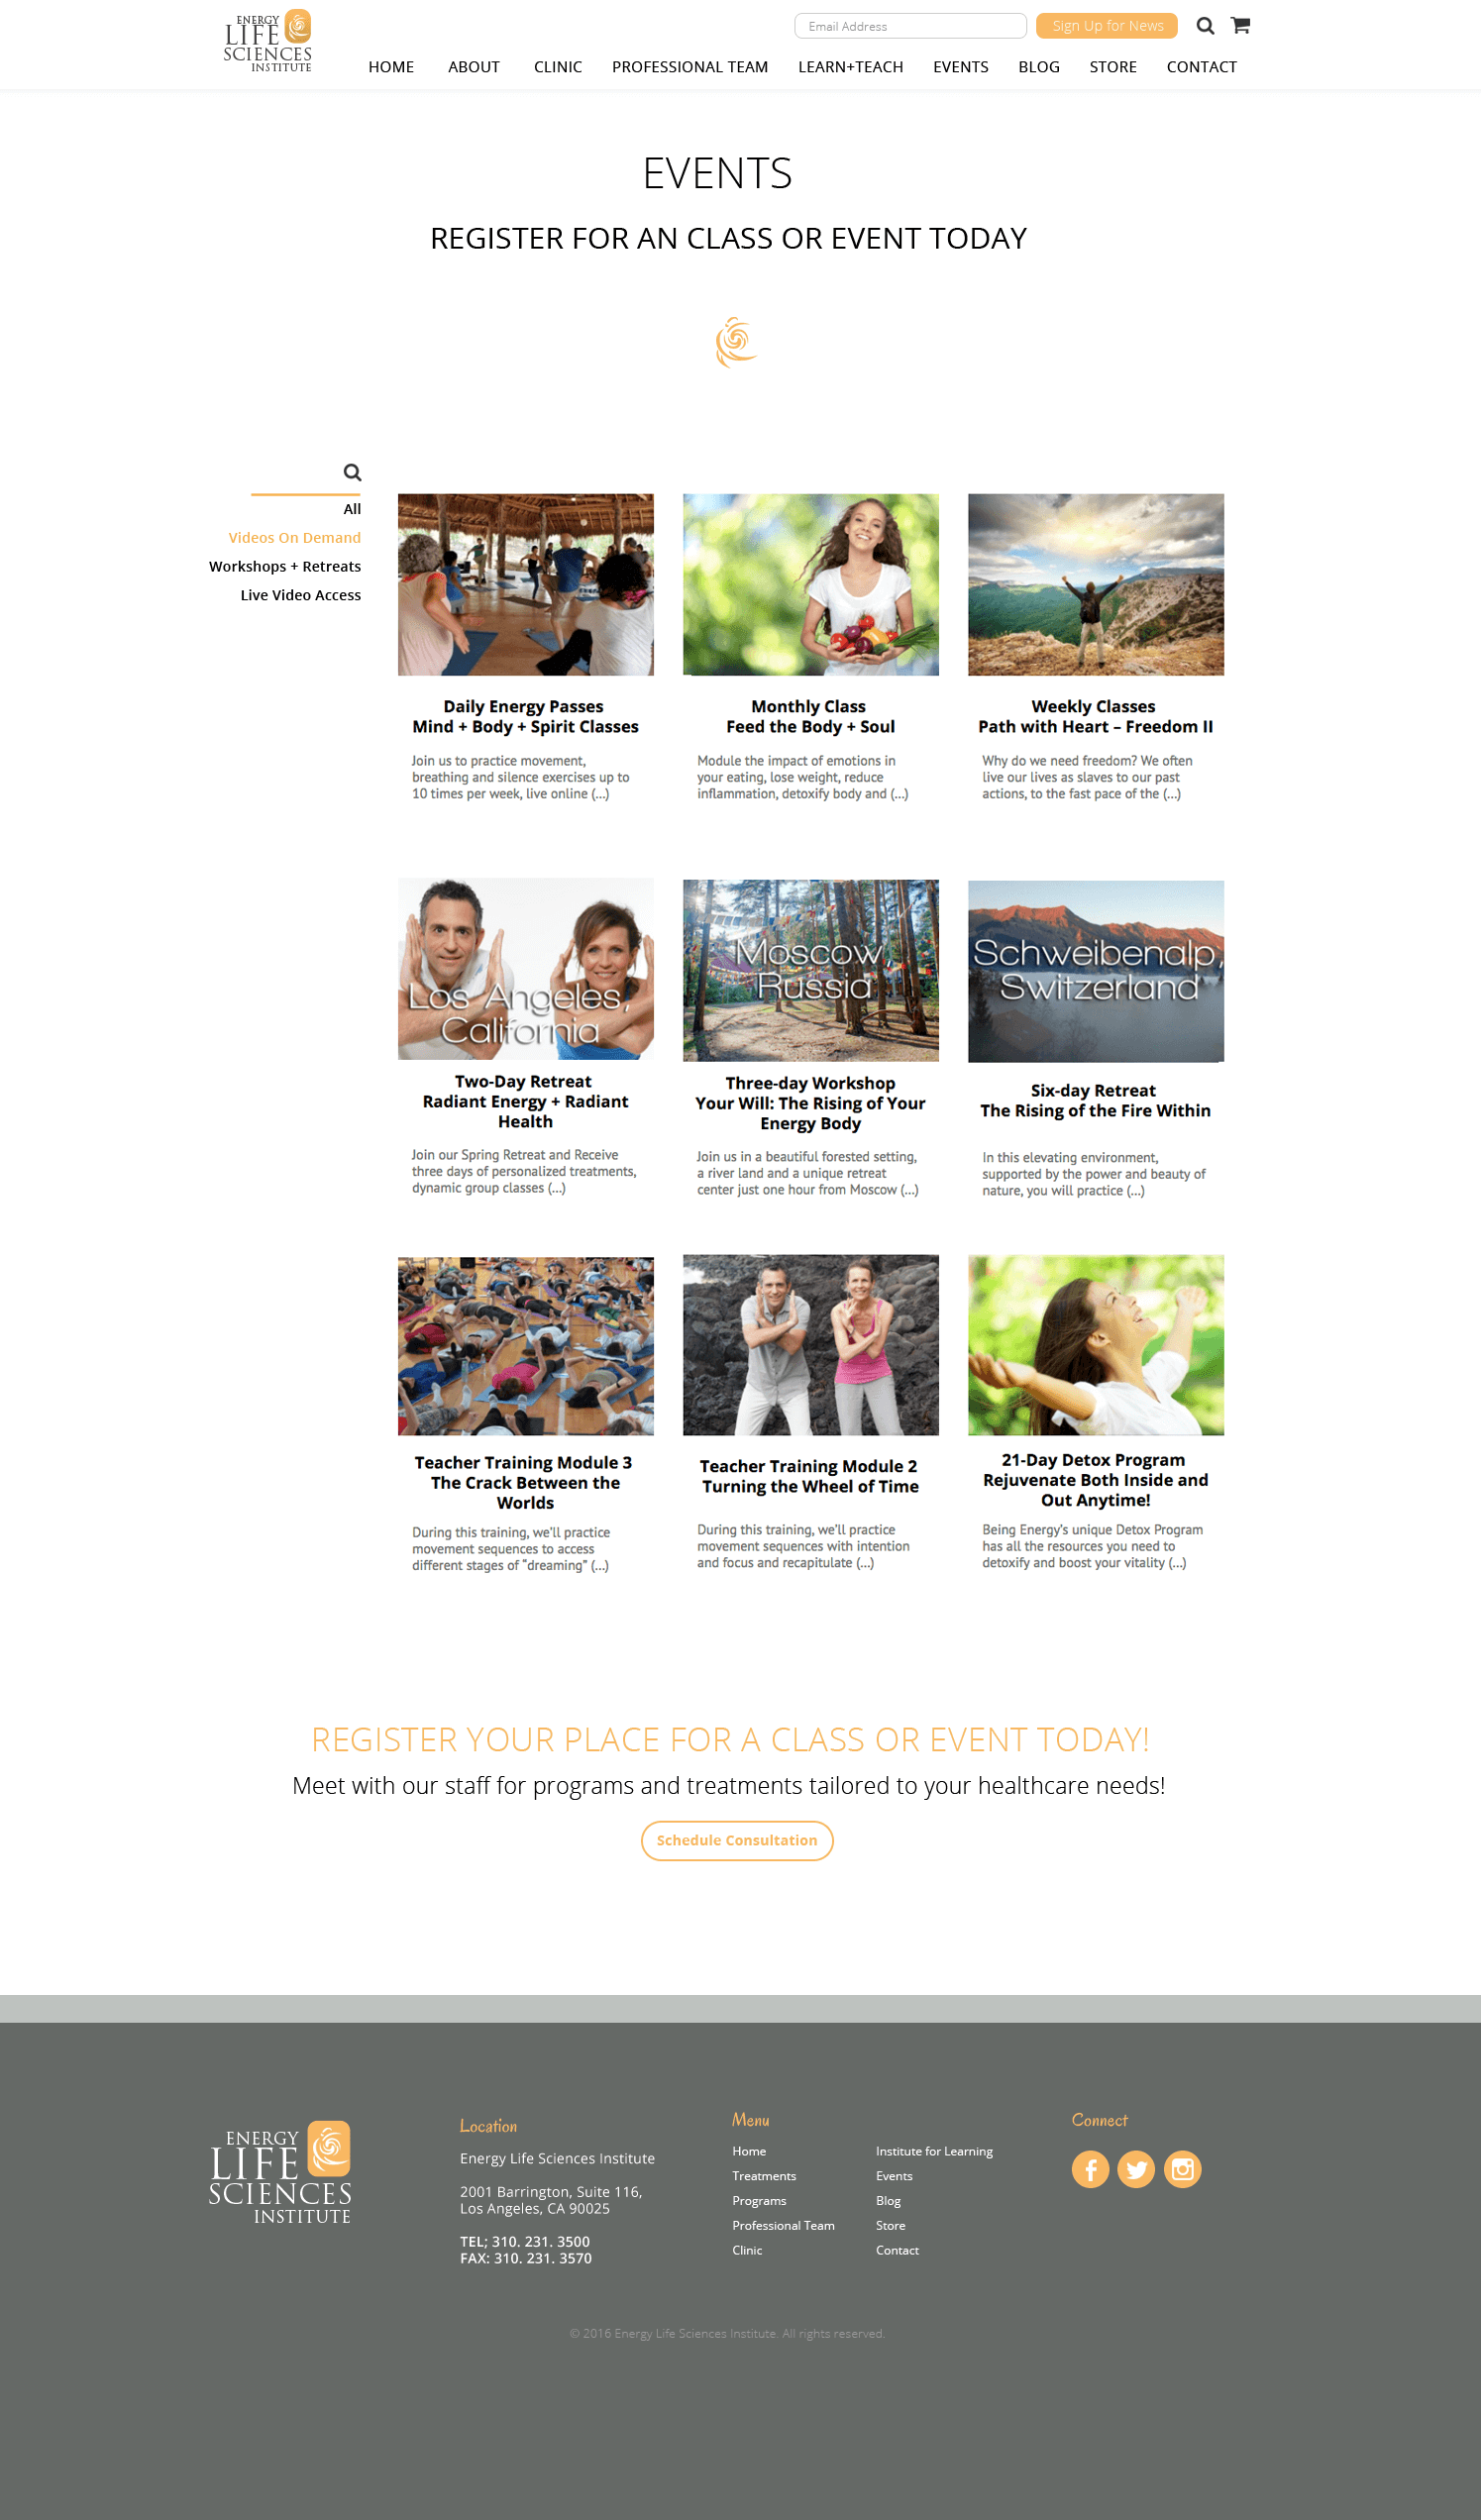 ENERGY
LIFE
SCIENCES
INSTITUTE
Email Address
Sign Up for News
HOME ABOUT CLINIC PROFESSIONAL TEAM LEARN+TEACH EVENTS BLOG STORE CONTACT
EVENTS
REGISTER FOR AN CLASS OR EVENT TODAY
All
Videos On Demand
Workshops + Retreats
Live Video Access
Daily Energy Passes
Mind + Body + Spirit Classes
Join us to practice movement,
breathing and silence exercises up to
10 times per week, live online (...)
Monthly Class
Feed the Body + Soul
Module the impact of emotions in
your eating, lose weight, reduce
inflammation, detoxify body and (...)
Weekly Classes
Path with Heart – Freedom II
Why do we need freedom? We often
live our lives as slaves to our past
actions, to the fast pace of the (...)
Los Angeles,
California
Two-Day Retreat
Radiant Energy + Radiant
Health
Join our Spring Retreat and Receive
three days of personalized treatments,
dynamic group classes (...)
Moscow,
Russia
Three-day Workshop
Your Will: The Rising of Your
Energy Body
Join us in a beautiful forested setting,
a river land and a unique retreat
center just one hour from Moscow (...)
Schweibenalp,
Switzerland
Six-day Retreat
The Rising of the Fire Within
In this elevating environment,
supported by the power and beauty of
nature, you will practice (...)
Teacher Training Module 3
The Crack Between the
Worlds
During this training, we'll practice
movement sequences to access
different stages of "dreaming" (...)
Teacher Training Module 2
Turning the Wheel of Time
During this training, we'll practice
movement sequences with intention
and focus and recapitulate (...)
21-Day Detox Program
Rejuvenate Both Inside and
Out Anytime!
Being Energy's unique Detox Program
has all the resources you need to
detoxify and boost your vitality (...)
REGISTER YOUR PLACE FOR A CLASS OR EVENT TODAY!
Meet with our staff for programs and treatments tailored to your healthcare needs!
Schedule Consultation
ENERGY
LIFE
SCIENCES
INSTITUTE
Location
Energy Life Sciences Institute
2001 Barrington, Suite 116,
Los Angeles, CA 90025
TEL; 310. 231. 3500
FAX: 310. 231. 3570
Menu
Home
Treatments
Programs
Professional Team
Clinic
Institute for Learning
Events
Blog
Store
Contact
Connect
© 2016 Energy Life Sciences Institute. All rights reserved.